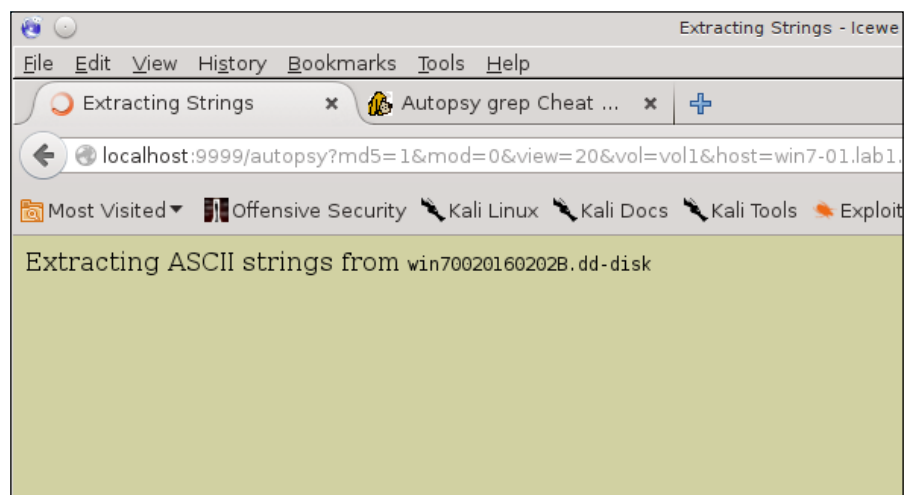 Extracting Strings - Icewe
File Edit View History Bookmarks Tools Help
Extracting Strings Autopsy grep Cheat ...
localhost:9999/autopsy?md5=1&mod=0&view=20&vol=vol1&host=win7-01.lab1.
Most Visited Offensive Security Kali Linux Kali Docs Kali Tools Exploit
Extracting ASCII strings from win70020160202B.dd-disk